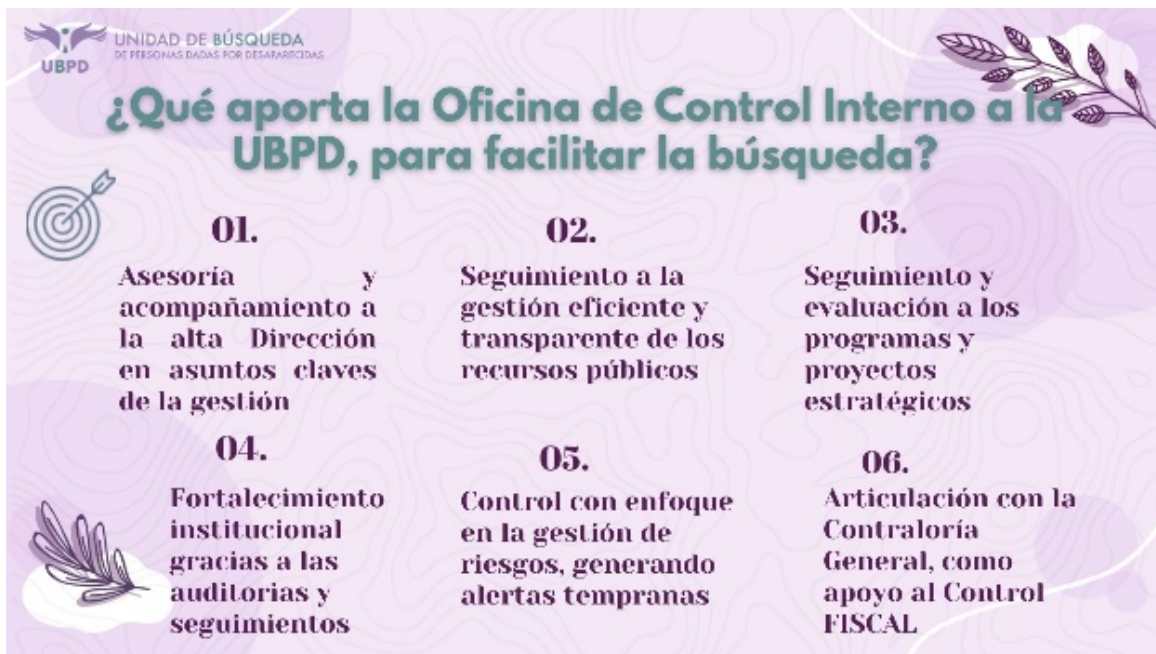 UNIDAD DE BÚSQUEDA
DE PERSONAS DADAS POR DESAPARECIDAS
UBPD
¿Qué aporta la Oficina de Control Interno a la
UBPD, para facilitar la búsqueda?
01.
Asesoría y
acompañamiento a
la alta Dirección
en asuntos claves
de la gestión
02.
Seguimiento a la
gestión eficiente y
transparente de los
recursos públicos
03.
Seguimiento y
evaluación a los
programas y
proyectos
estratégicos
04.
Fortalecimiento
institucional
gracias a las
auditorias y
seguimientos
05.
Control con enfoque
en la gestión de
riesgos, generando
alertas tempranas
06.
Articulación con la
Contraloría
General, como
apoyo al Control
FISCAL